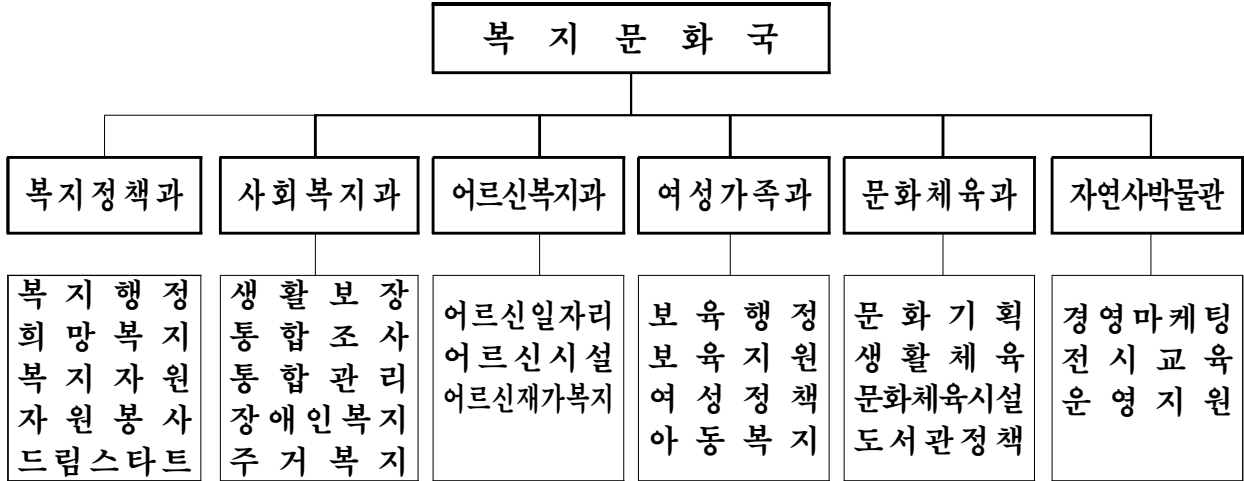 복 지 문 화 국
복지정책과
사회복지과
어르신복지과
여성가족과
문화체육과
자연사박물관
복 지 행 정
희 망 복 지
복 지 자 원
자 원 봉 사
드림스타트
생 활 보 장
통 합 조 사
통 합 관 리
장애인복지
주 거 복 지
어르신일자리
어르신시설
어르신재가복지
보 육 행 정
보 육 지 원
여 성 정 책
아 동 복 지
문 화 기 획
생 활 체 육
문화체육시설
도서관정책
경영마케팅
전 시 교 육
운 영 지 원